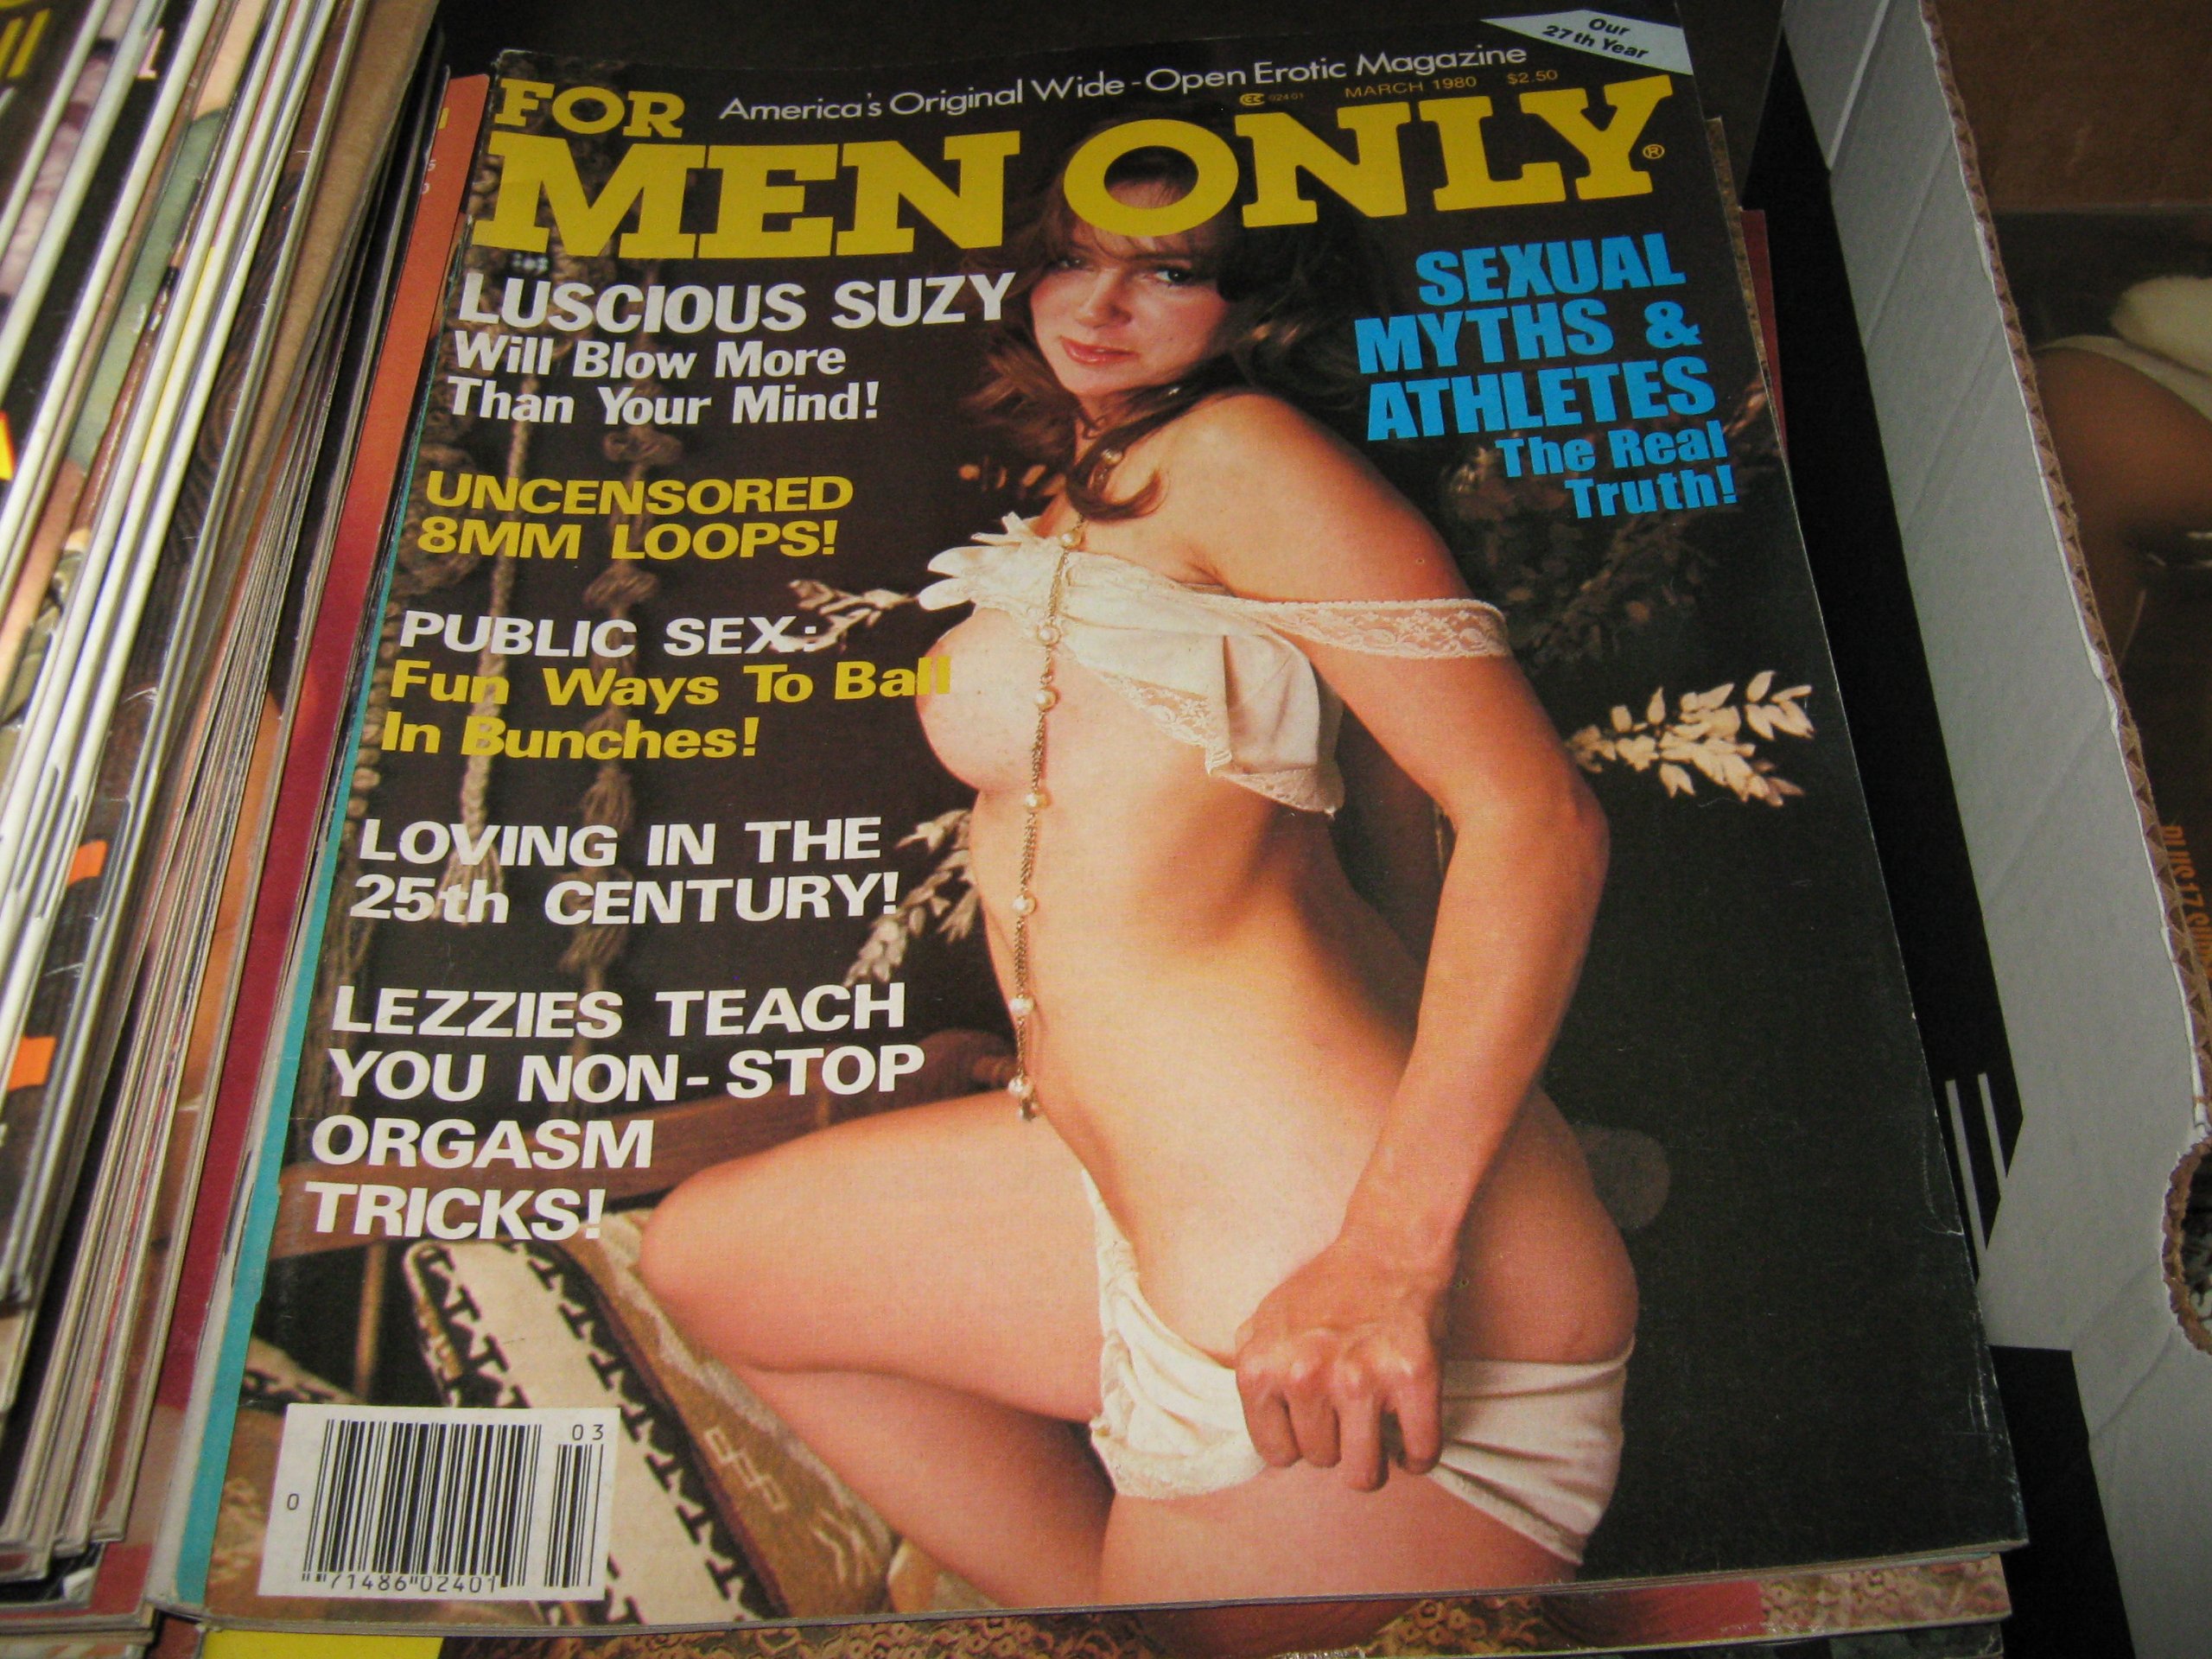 Our
27th Year
America's Original Wide-Open Erotic Magazine
02401 MARCH 1980 $2.50
FOR
MEN ONLY®
LUSCIOUS SUZY
Will Blow More
Than Your Mind!
SEXUAL
MYTHS &
ATHLETES
The Real
Truth!
UNCENSORED
8MM LOOPS!
PUBLIC SEX:
Fun Ways To Ball
In Bunches!
LOVING IN THE
25th CENTURY!
LEZZIES TEACH
YOU NON-STOP
ORGASM
TRICKS!
03
0 71486 02401